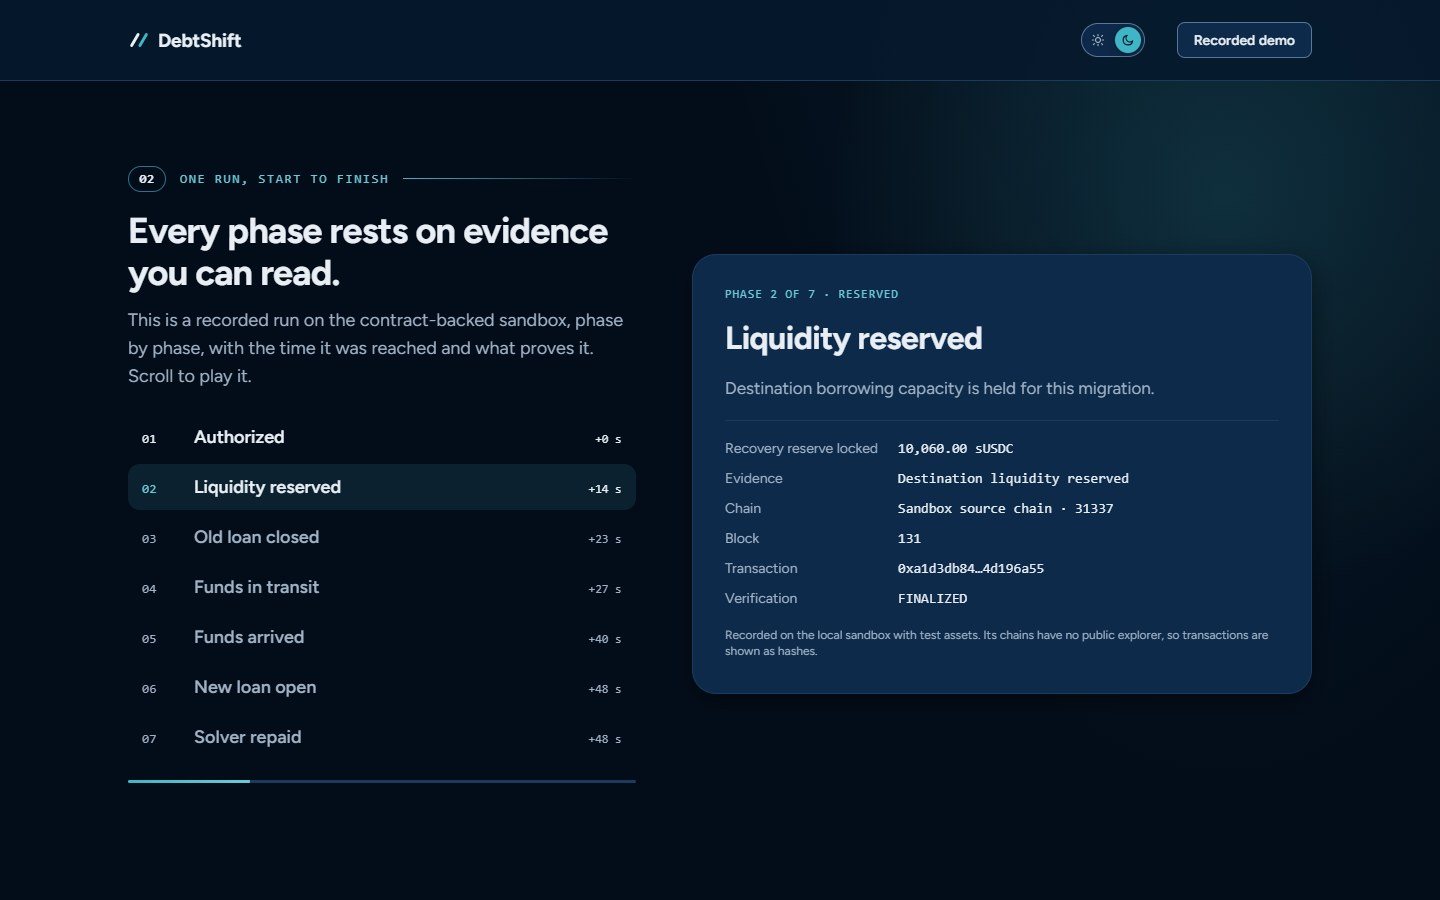 DebtShift
Recorded demo
02 ONE RUN, START TO FINISH
Every phase rests on evidence
you can read.
This is a recorded run on the contract-backed sandbox, phase
by phase, with the time it was reached and what proves it.
Scroll to play it.
01 Authorized +0 s
02 Liquidity reserved +14 s
03 Old loan closed +23 s
04 Funds in transit +27 s
05 Funds arrived +40 s
06 New loan open +48 s
07 Solver repaid +48 s
PHASE 2 OF 7 · RESERVED
Liquidity reserved
Destination borrowing capacity is held for this migration.
Recovery reserve locked 10,060.00 sUSDC
Evidence Destination liquidity reserved
Chain Sandbox source chain · 31337
Block 131
Transaction 0xa1d3db84…4d196a55
Verification FINALIZED
Recorded on the local sandbox with test assets. Its chains have no public explorer, so transactions are
shown as hashes.